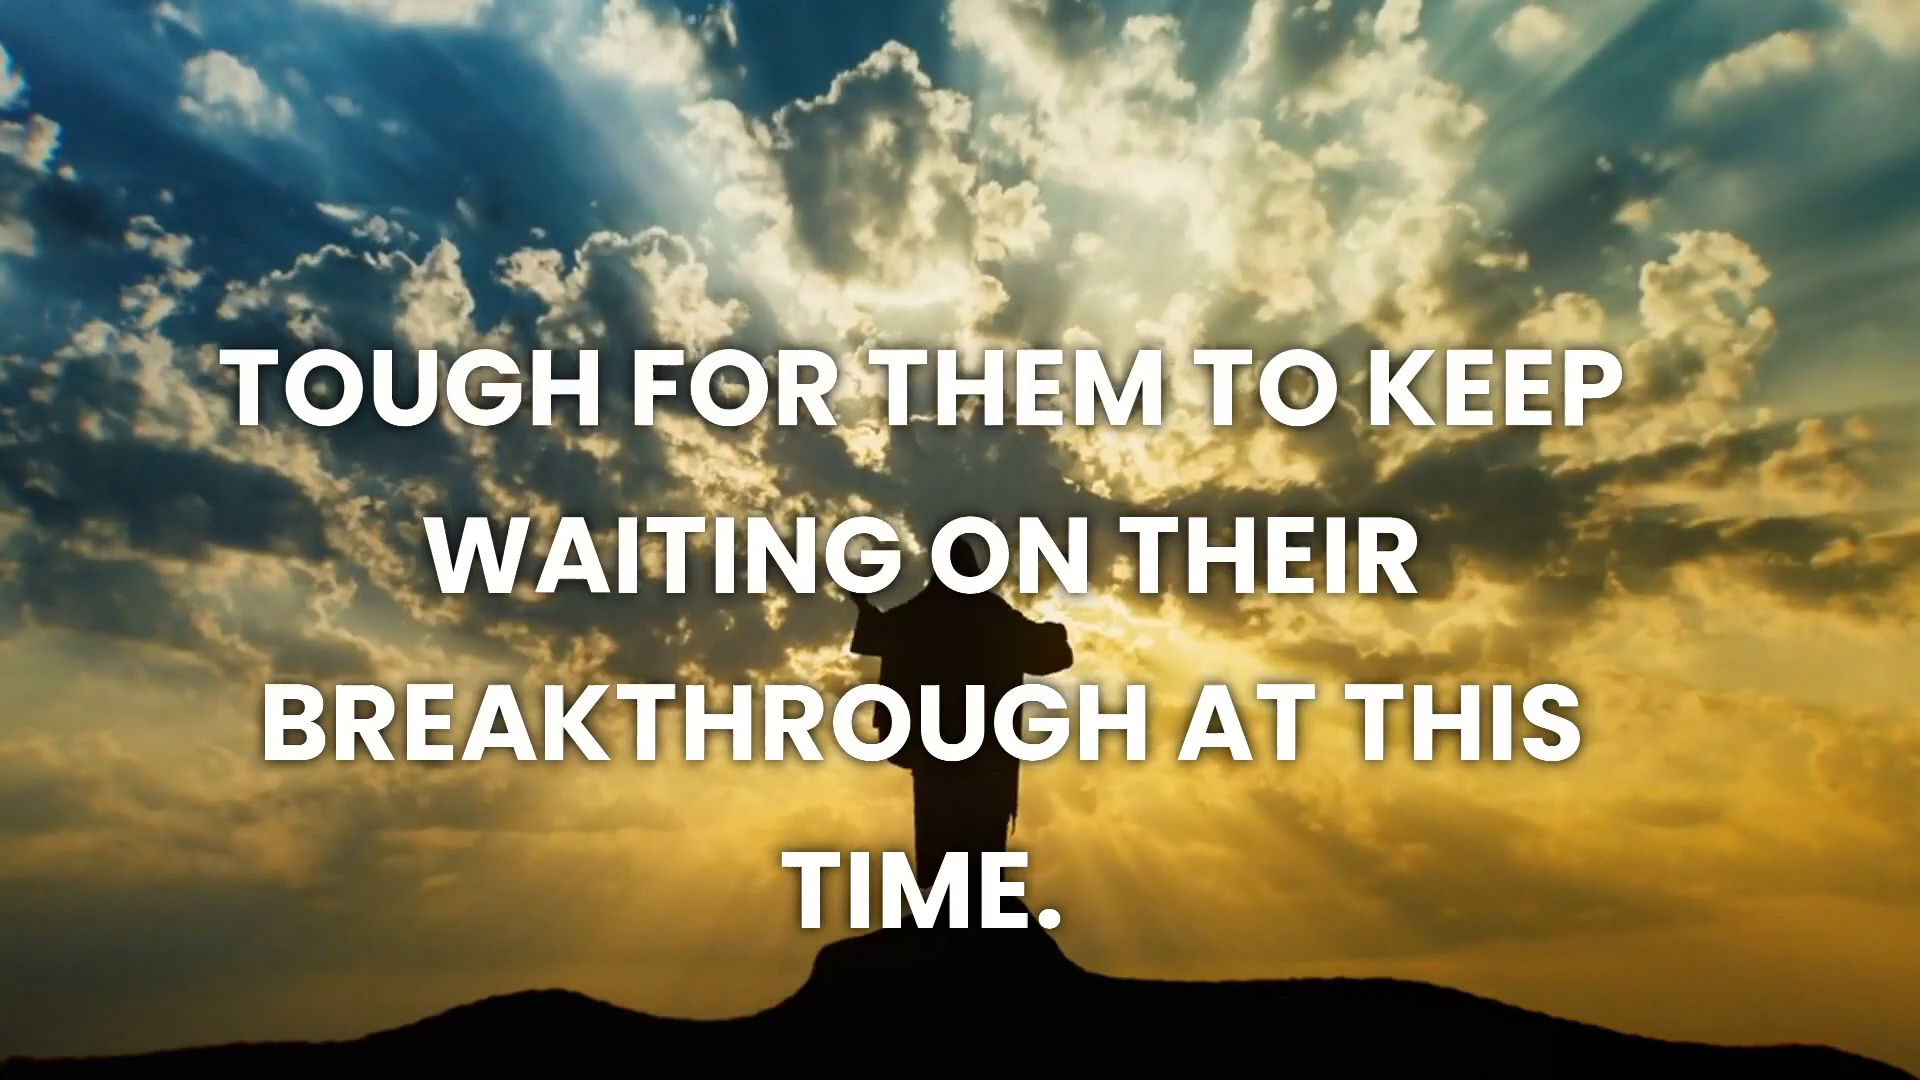 TOUGH FOR THEM TO KEEP
WAITING ON THEIR
BREAKTHROUGH AT THIS
TIME.